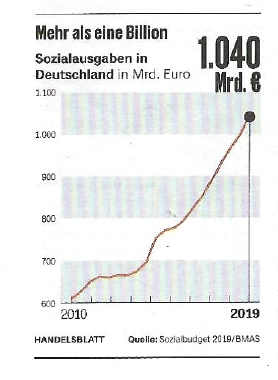 Mehr als eine Billion
Sozialausgaben in
Deutschland in Mrd. Euro
1.040
Mrd. €
1.100
1.000
900
800
700
600
2010
2019
HANDELSBLATT
Quelle: Sozialbudget 2019/BMAS